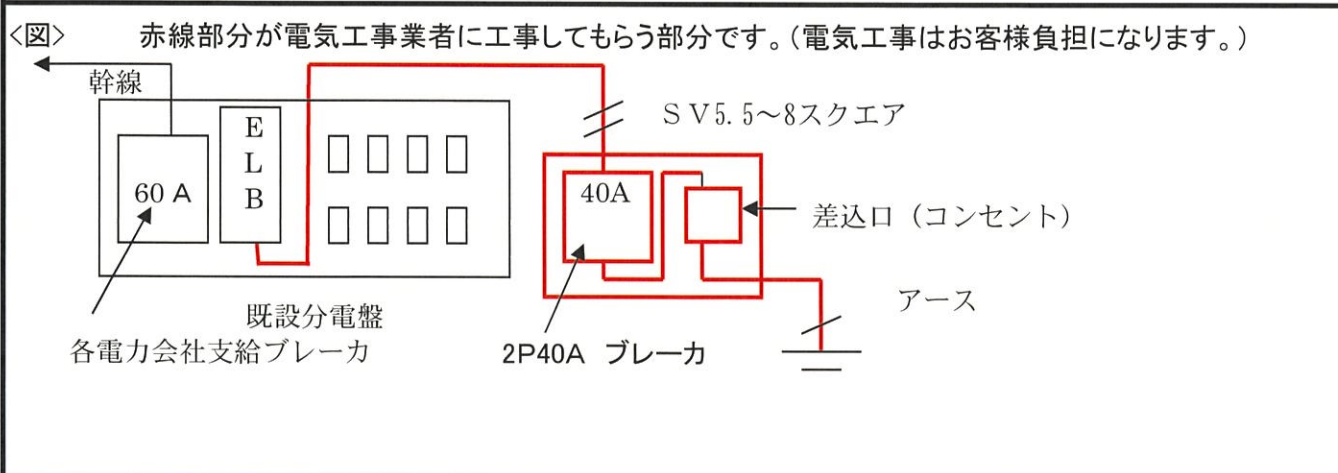 <図> 赤線部分が電気工事業者に工事してもらう部分です。(電気工事はお客様負担になります。)
幹線
ELB
ＳＶ5.5～8スクエア
60 A
40A
差込口（コンセント）
アース
既設分電盤
各電力会社支給ブレーカ
2P40A ブレーカ